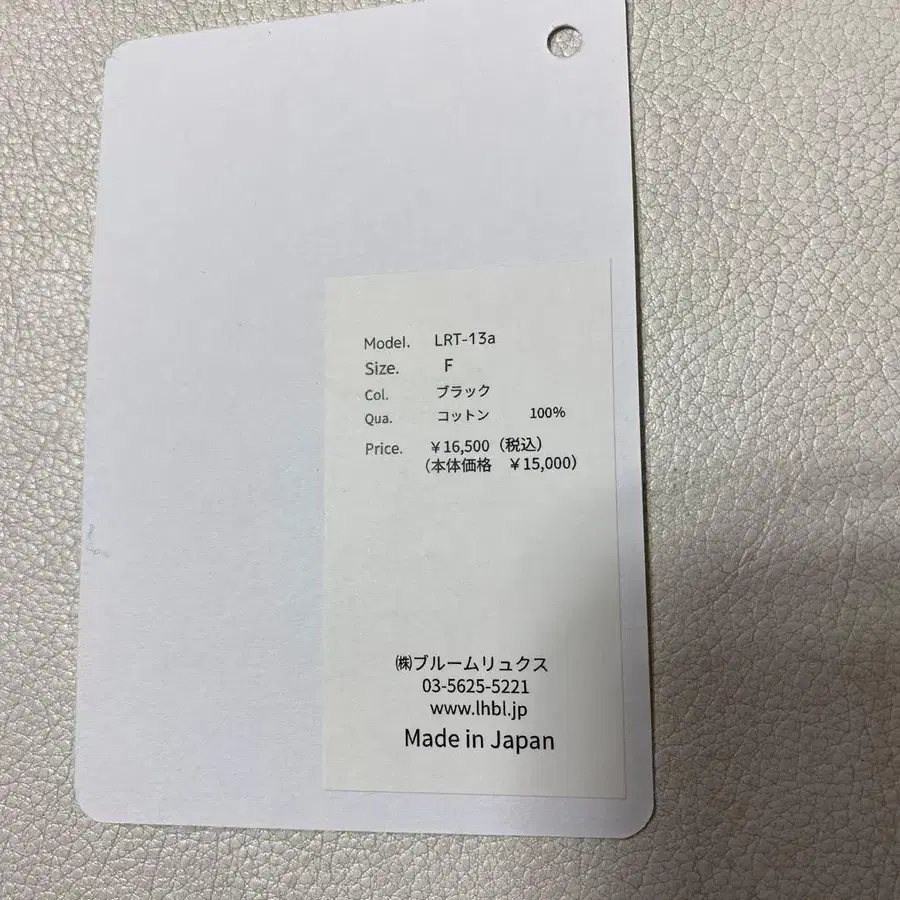 Model. LRT-13a
Size. F
Col. ブラック
Qua. コットン 100%
Price. ￥16,500（税込）
（本体価格 ￥15,000）
㈱ブルームリュクス
03-5625-5221
www.lhbl.jp
Made in Japan